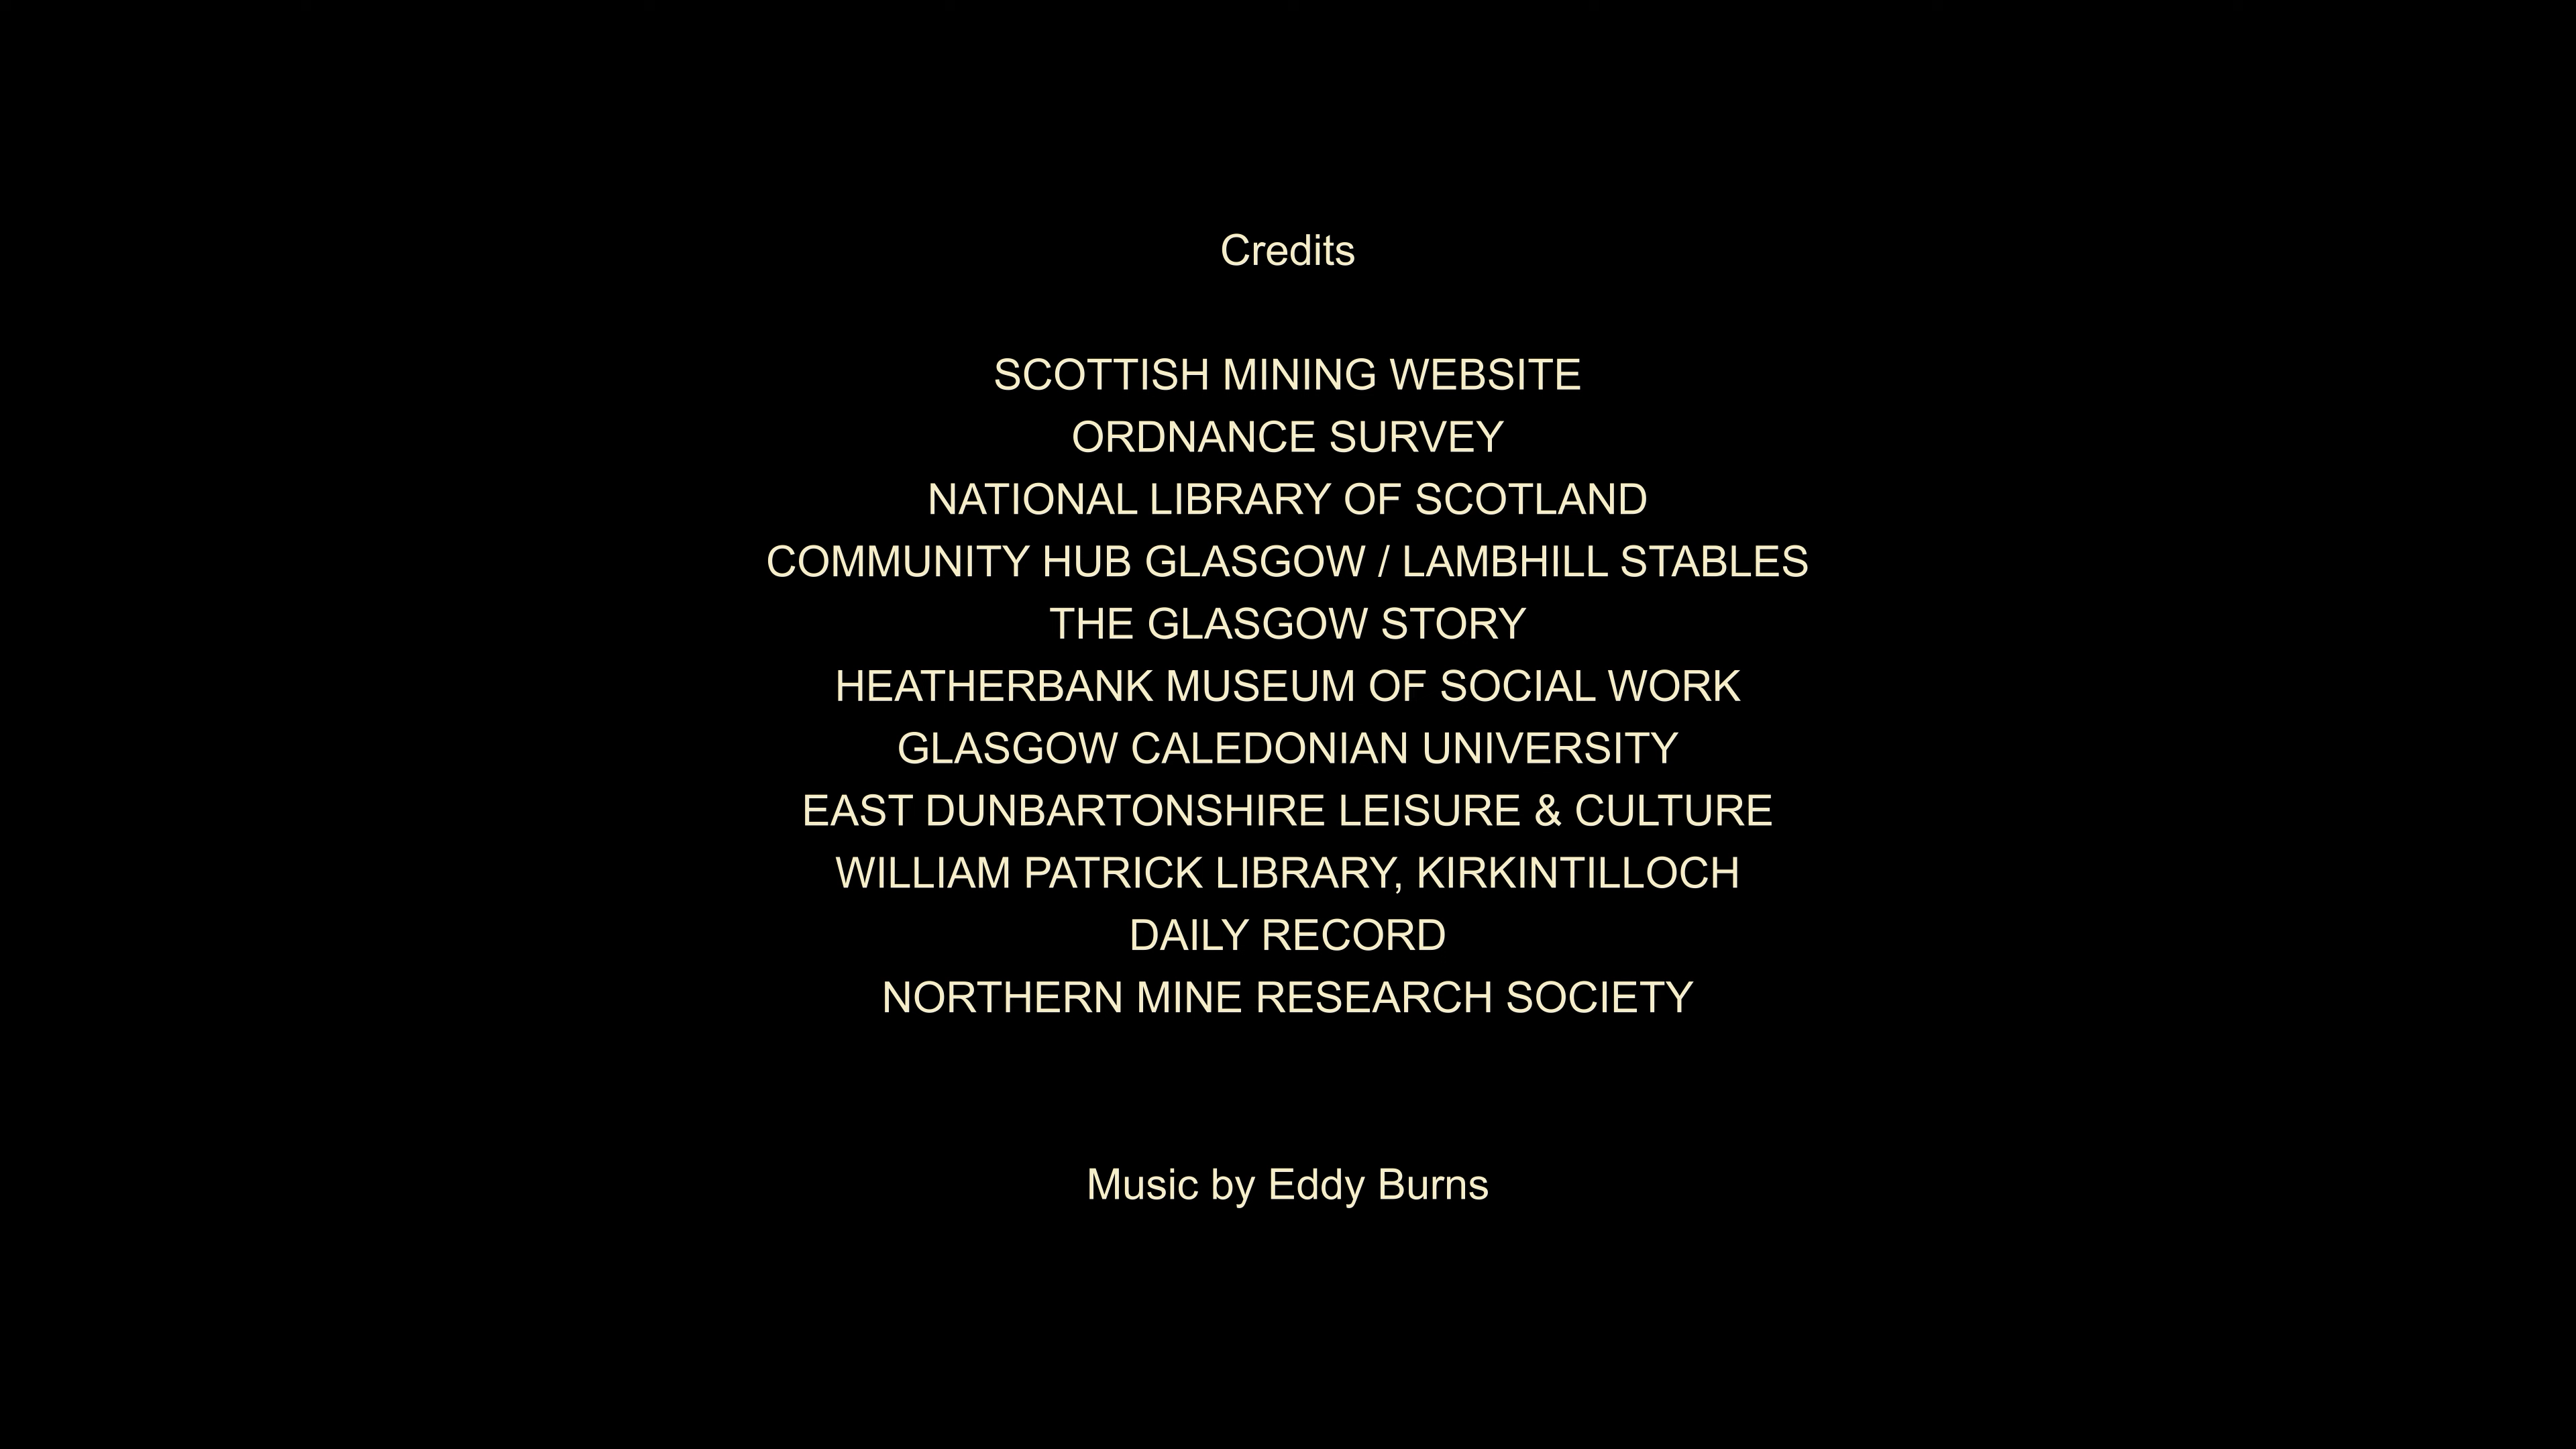 Credits
SCOTTISH MINING WEBSITE
ORDNANCE SURVEY
NATIONAL LIBRARY OF SCOTLAND
COMMUNITY HUB GLASGOW / LAMBHILL STABLES
THE GLASGOW STORY
HEATHERBANK MUSEUM OF SOCIAL WORK
GLASGOW CALEDONIAN UNIVERSITY
EAST DUNBARTONSHIRE LEISURE & CULTURE
WILLIAM PATRICK LIBRARY, KIRKINTILLOCH
DAILY RECORD
NORTHERN MINE RESEARCH SOCIETY
Music by Eddy Burns